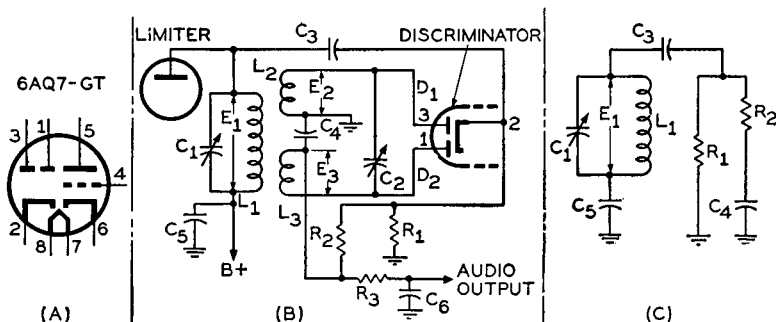 6AQ7-GT
3 1 5
4
2 8 7 6
(A)
LIMITER
C3
DISCRIMINATOR
L2
E2
D1
3
E1
C4
2
C1
1
C2
E3
D2
L1
L3
C5
R2
R1
B+
R3
C6
AUDIO
OUTPUT
(B)
(C)
C3
E1
L1
R2
C1
R1
C5
C4